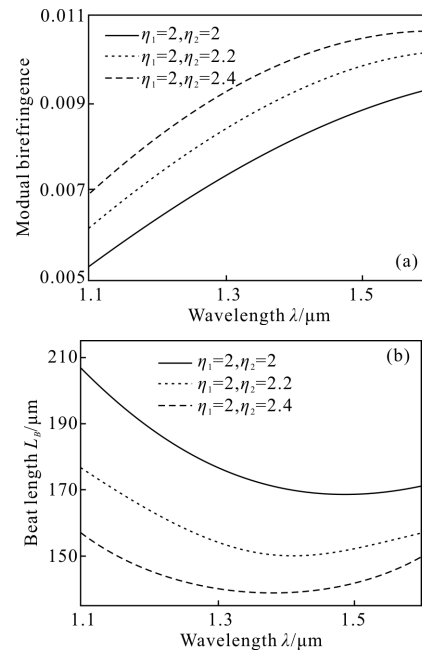 0.011
η₁=2,η₂=2
η₁=2,η₂=2.2
η₁=2,η₂=2.4
0.009
0.007
0.005
Modual birefringence
(a)
1.1 1.3 1.5
Wavelength λ/μm
210
(b)
η₁=2,η₂=2
η₁=2,η₂=2.2
η₁=2,η₂=2.4
190
170
150
Beat length L_B/μm
1.1 1.3 1.5
Wavelength λ/μm